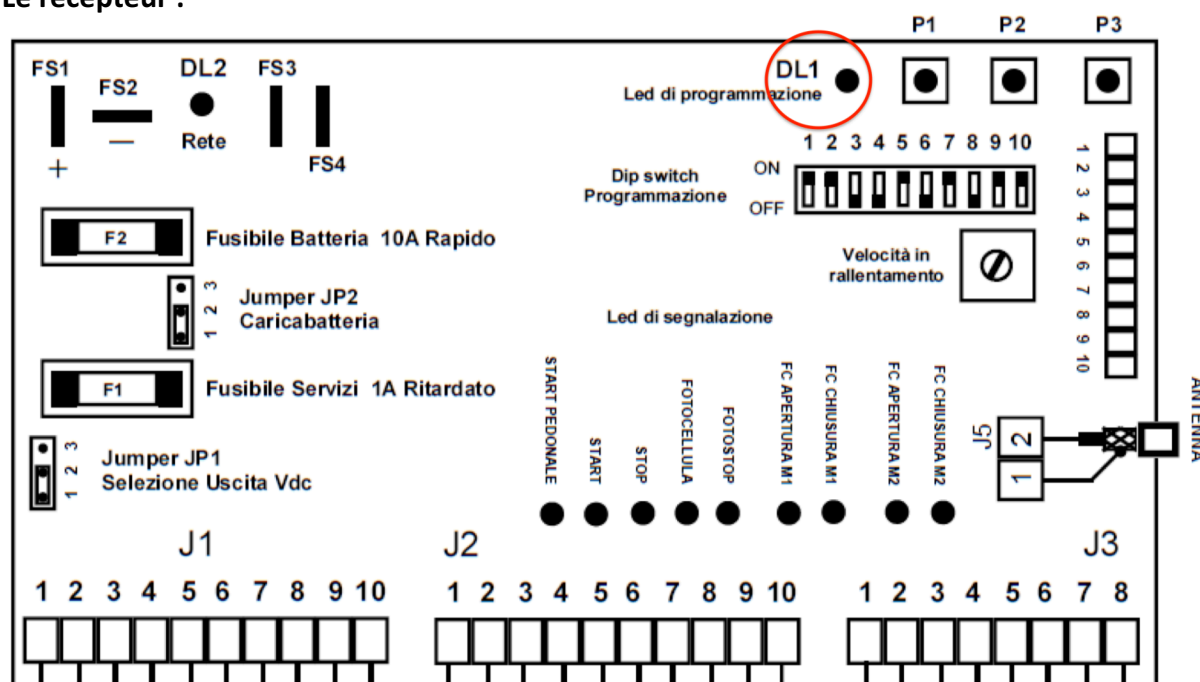 Le récepteur :
P1 P2 P3
FS1 FS2 DL2 FS3 DL1
Led di programmazione
+ — Rete FS4
1 2 3 4 5 6 7 8 9 10
ON
Dip switch
Programmazione
OFF
1 2 3 4 5 6 7 8 9 10
F2 Fusibile Batteria 10A Rapido
Velocità in
rallentamento
1 2 3
Jumper JP2
Caricabatteria
Led di segnalazione
F1 Fusibile Servizi 1A Ritardato
START PEDONALE
START
STOP
FOTOCELLULA
FOTOSTOP
FC APERTURA M1
FC CHIUSURA M1
FC APERTURA M2
FC CHIUSURA M2
J5
2
1
ANTENNA
1 2 3
Jumper JP1
Selezione Uscita Vdc
J1 J2 J3
1 2 3 4 5 6 7 8 9 10 1 2 3 4 5 6 7 8 9 10 1 2 3 4 5 6 7 8